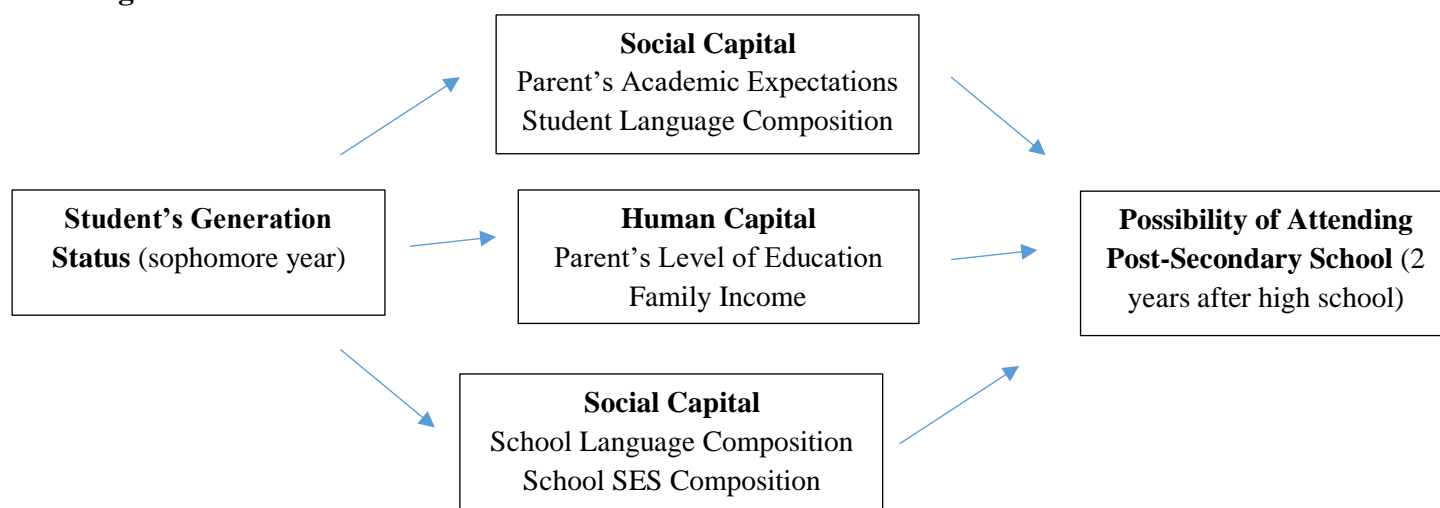 Social Capital
Parent’s Academic Expectations
Student Language Composition
Student’s Generation
Status (sophomore year)
Human Capital
Parent’s Level of Education
Family Income
Possibility of Attending
Post-Secondary School (2
years after high school)
Social Capital
School Language Composition
School SES Composition